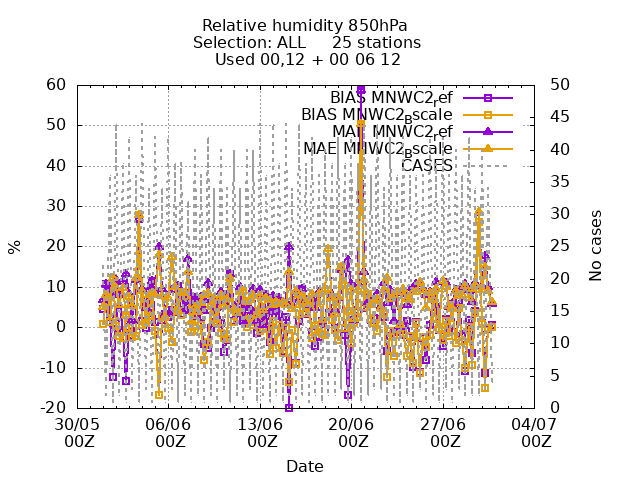 Relative humidity 850hPa
Selection: ALL 25 stations
Used 00,12 + 00 06 12
BIAS MNWC2_ref
BIAS MNWC2_Bscale
MAE MNWC2_ref
MAE MNWC2_Bscale
CASES
60
50
40
30
20
10
0
-10
-20
50
45
40
35
30
25
20
15
10
5
0
%
No cases
30/05 06/06 13/06 20/06 27/06 04/07
00Z 00Z 00Z 00Z 00Z 00Z
Date